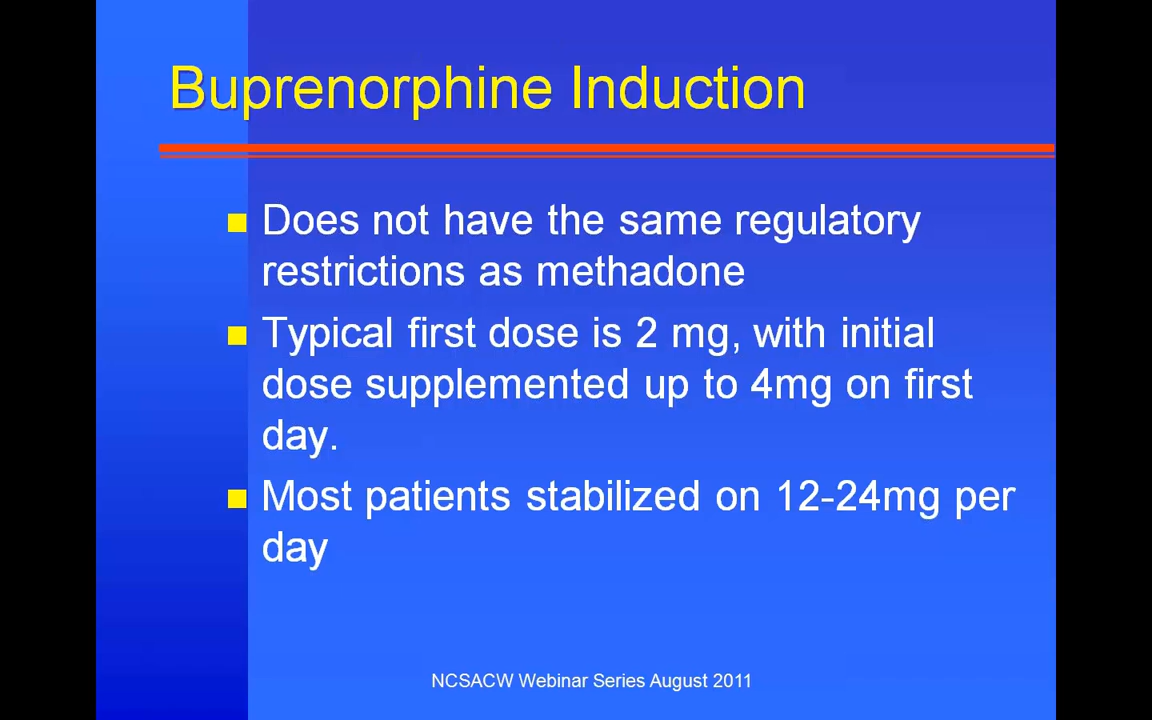 Buprenorphine Induction
Does not have the same regulatory
restrictions as methadone
Typical first dose is 2 mg, with initial
dose supplemented up to 4mg on first
day.
Most patients stabilized on 12-24mg per
day
NCSACW Webinar Series August 2011